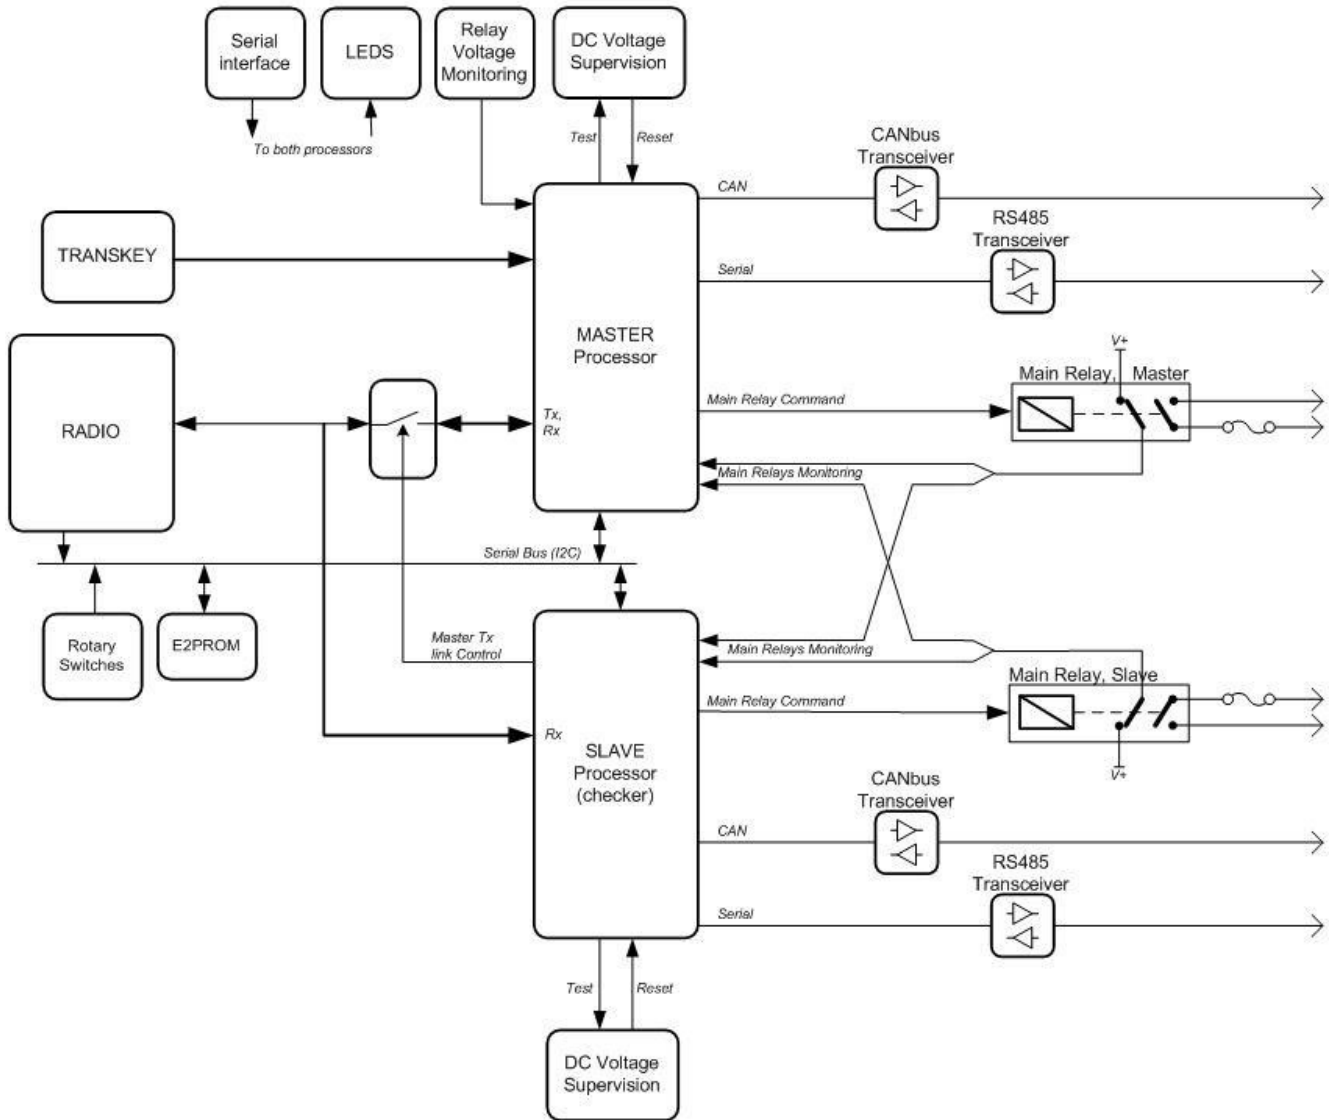 Serial
interface
LEDS
Relay
Voltage
Monitoring
DC Voltage
Supervision
To both processors
Test
Reset
CANbus
Transceiver
CAN
RS485
Transceiver
TRANSKEY
Serial
MASTER
Processor
V+
Main Relay, Master
Main Relay Command
RADIO
Tx,
Rx
Main Relays Monitoring
Serial Bus (I2C)
Rotary
Switches
E2PROM
Master Tx
link Control
Main Relays Monitoring
Main Relay, Slave
Main Relay Command
Rx
SLAVE
Processor
(checker)
V+
CANbus
Transceiver
CAN
RS485
Transceiver
Serial
Test
Reset
DC Voltage
Supervision